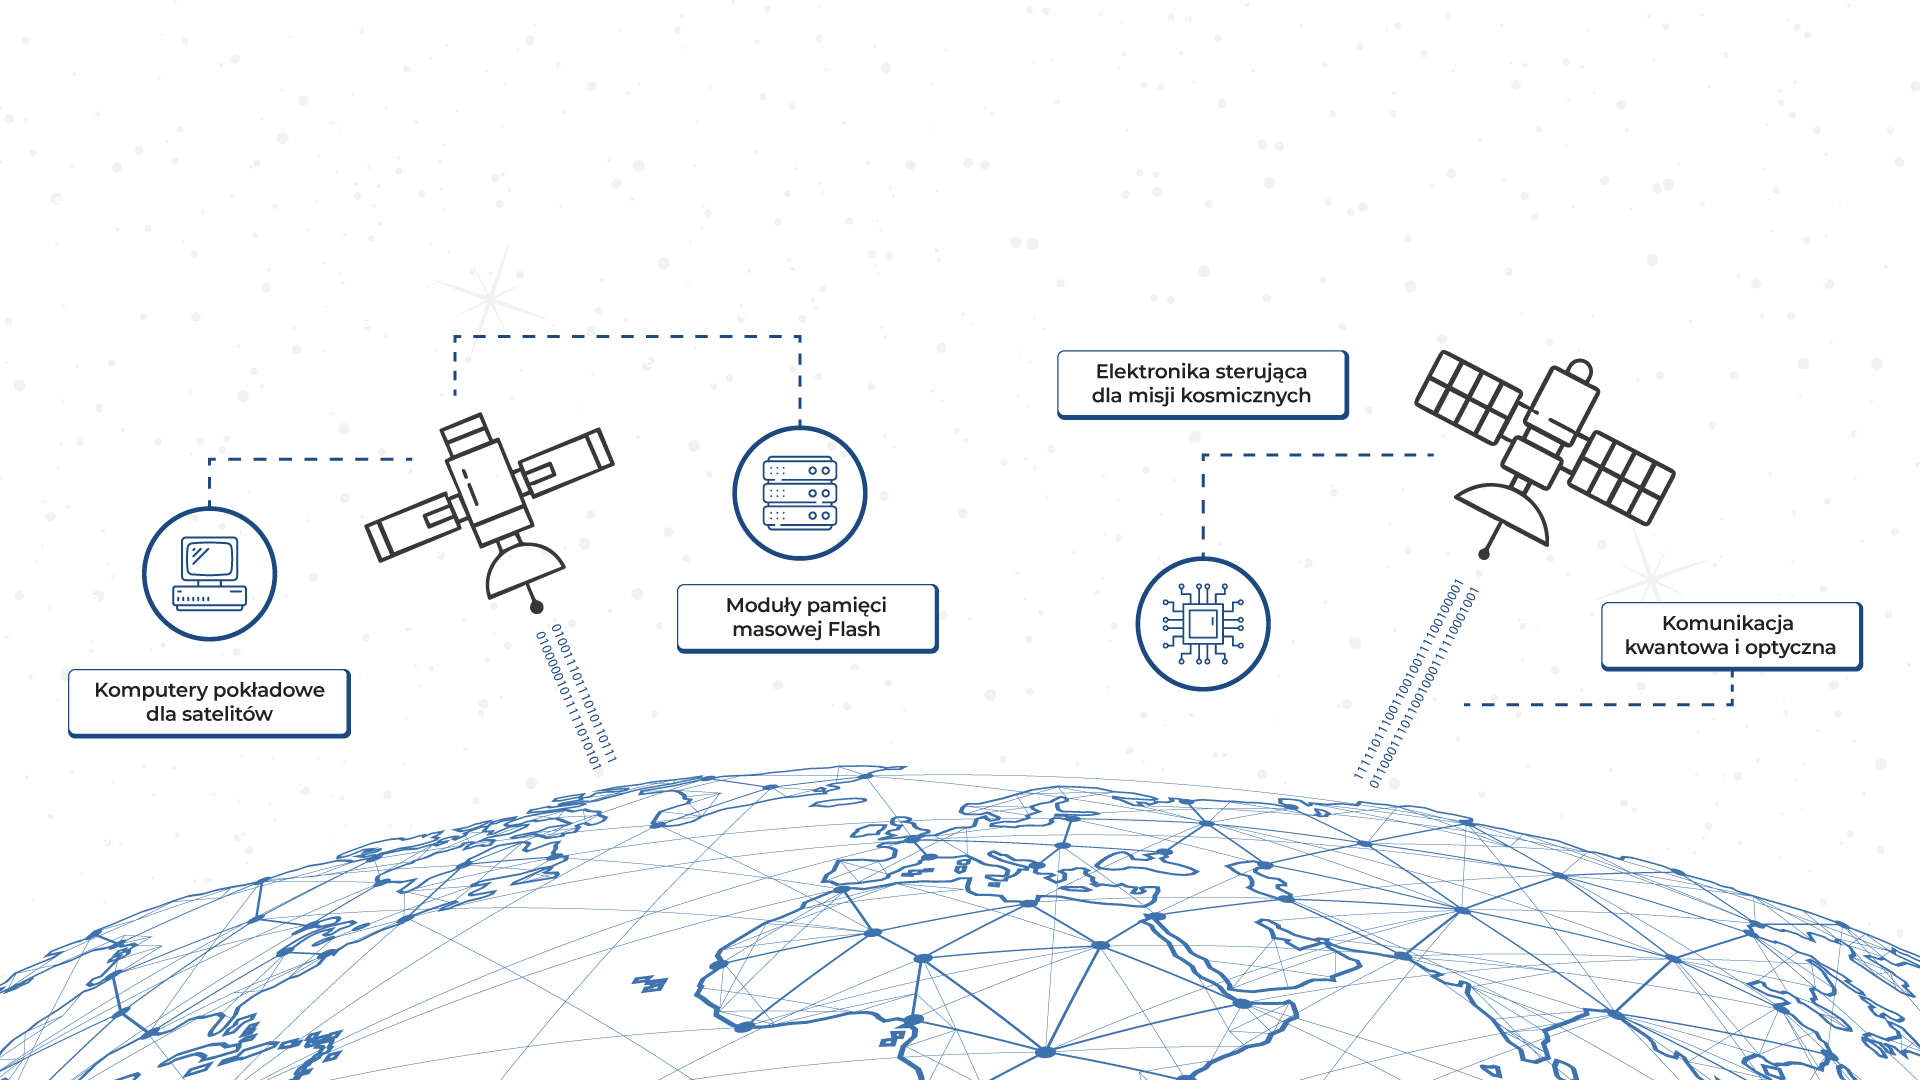 Elektronika sterująca
dla misji kosmicznych
Moduły pamięci
masowej Flash
Komunikacja
kwantowa i optyczna
Komputery pokładowe
dla satelitów